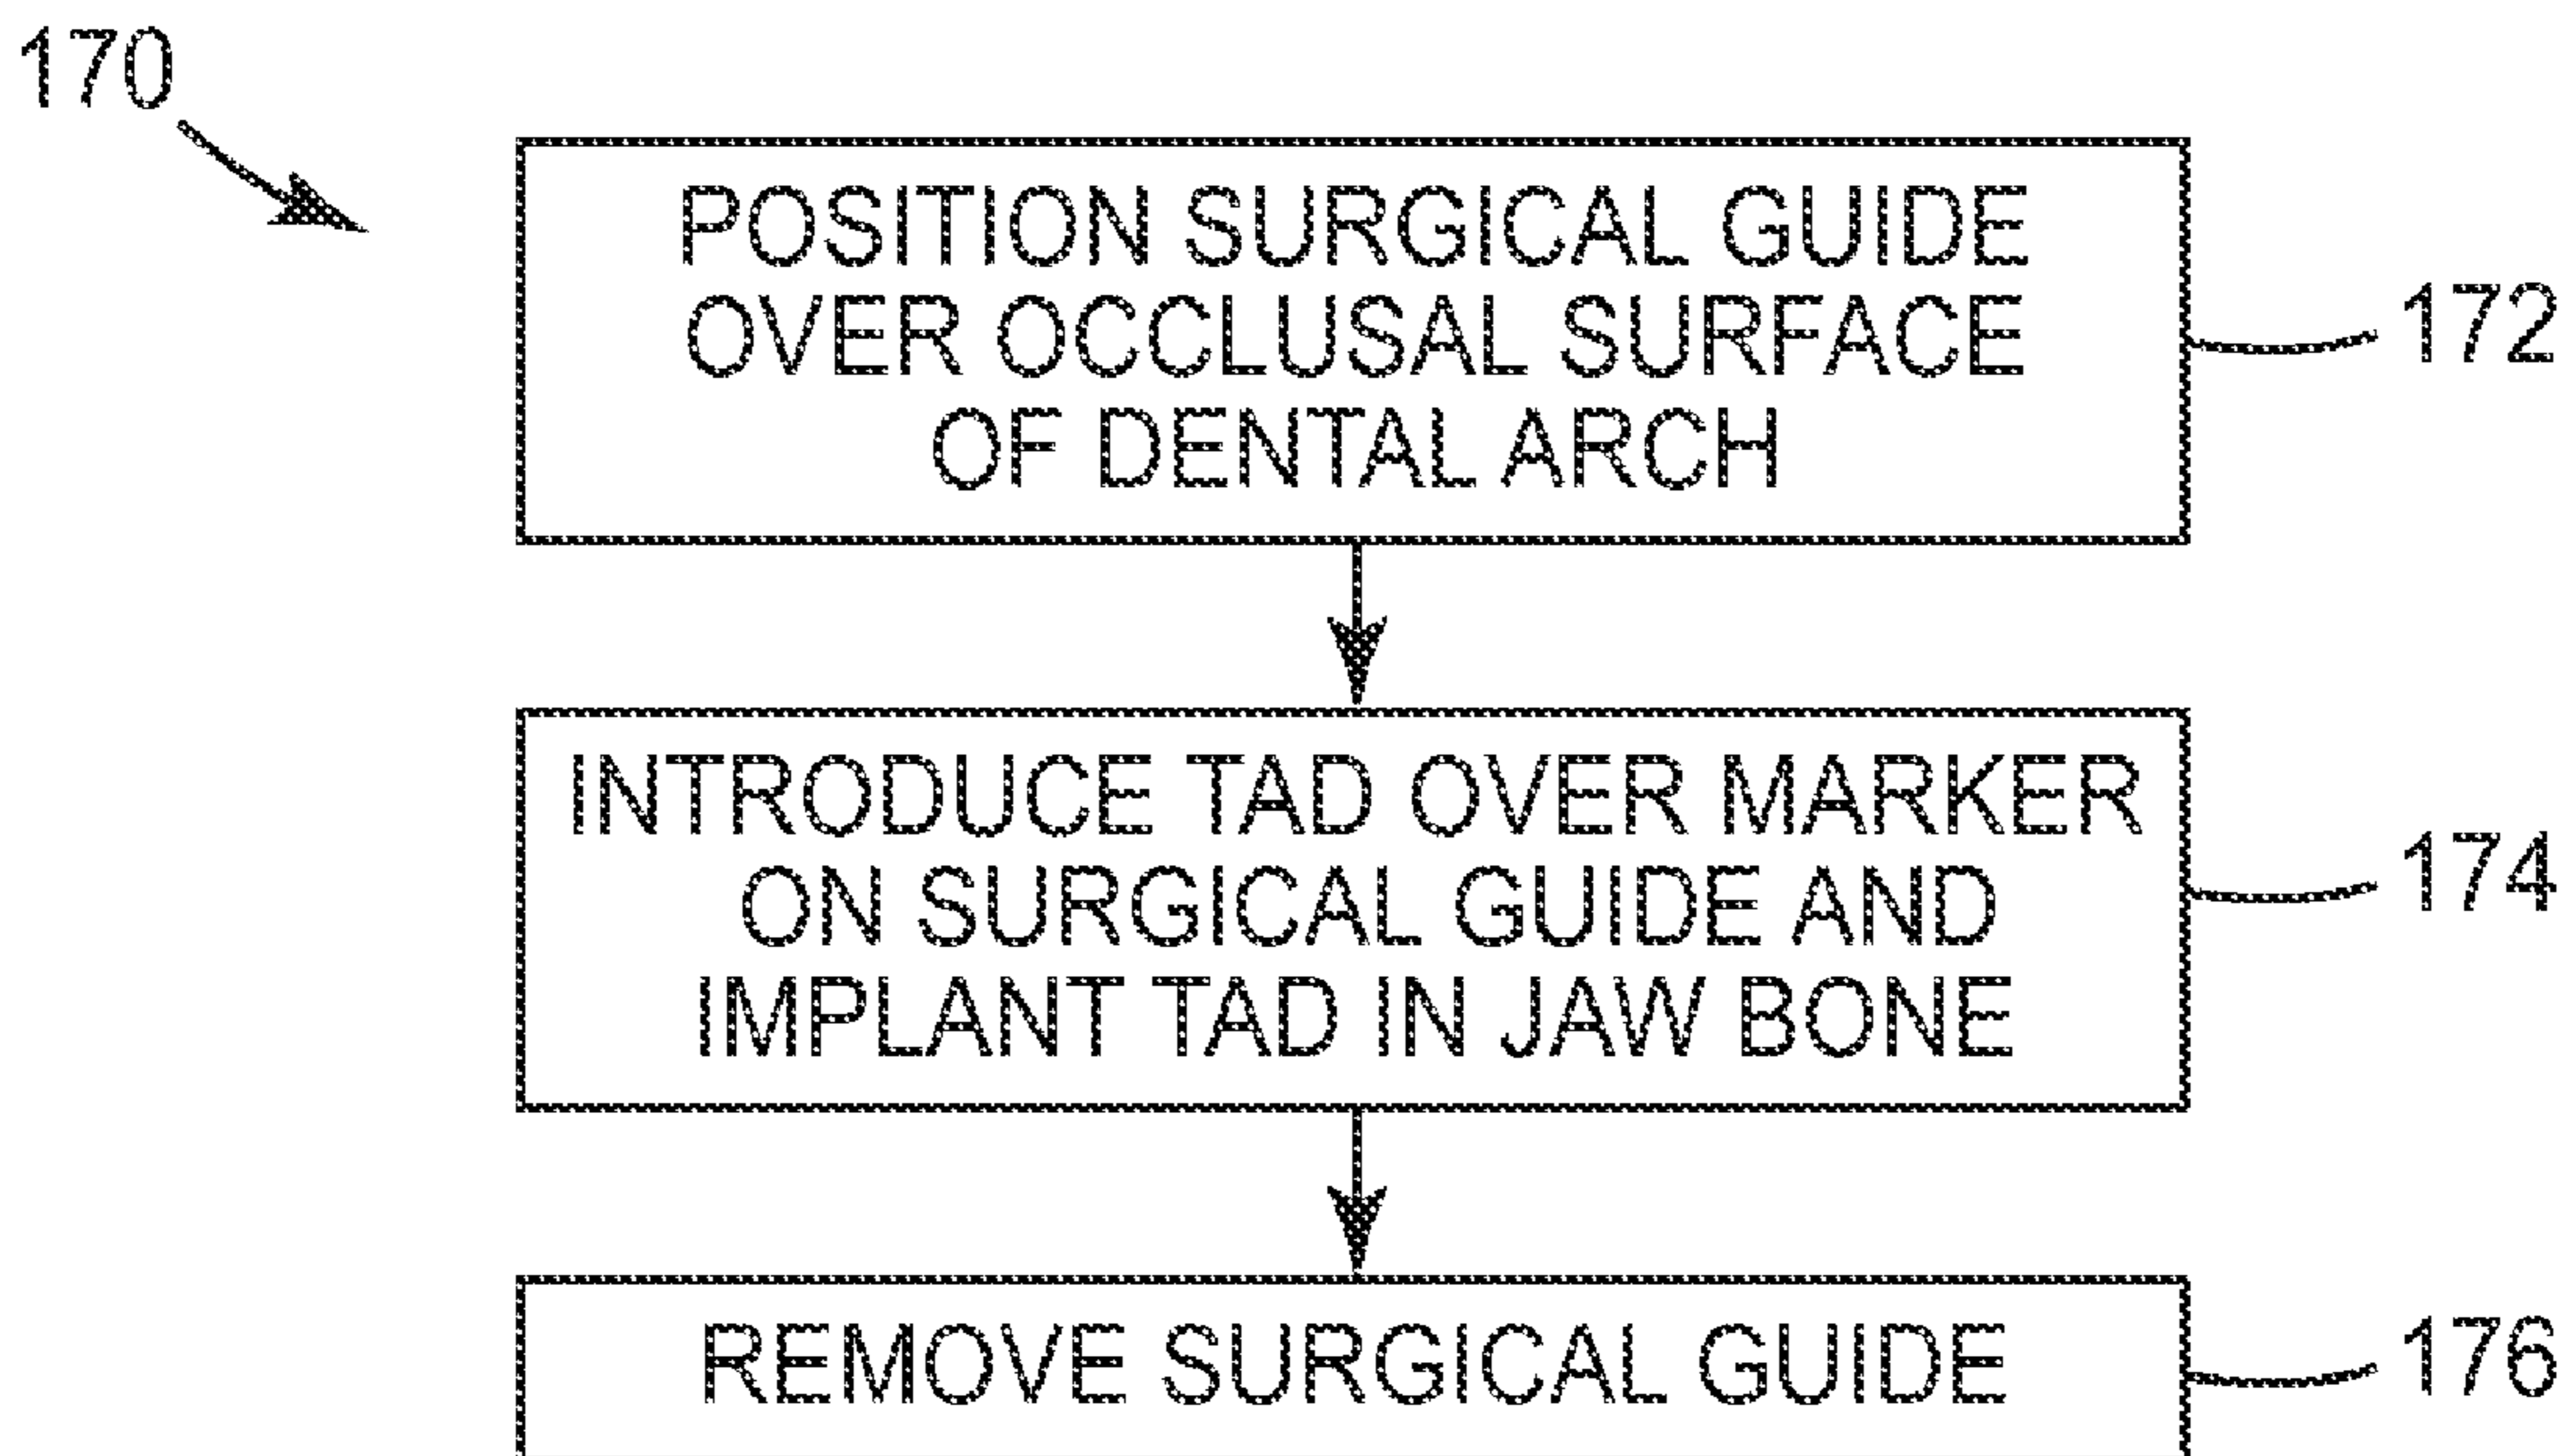 170
POSITION SURGICAL GUIDE
OVER OCCLUSAL SURFACE
OF DENTAL ARCH
172
INTRODUCE TAD OVER MARKER
ON SURGICAL GUIDE AND
IMPLANT TAD IN JAW BONE
174
REMOVE SURGICAL GUIDE
176